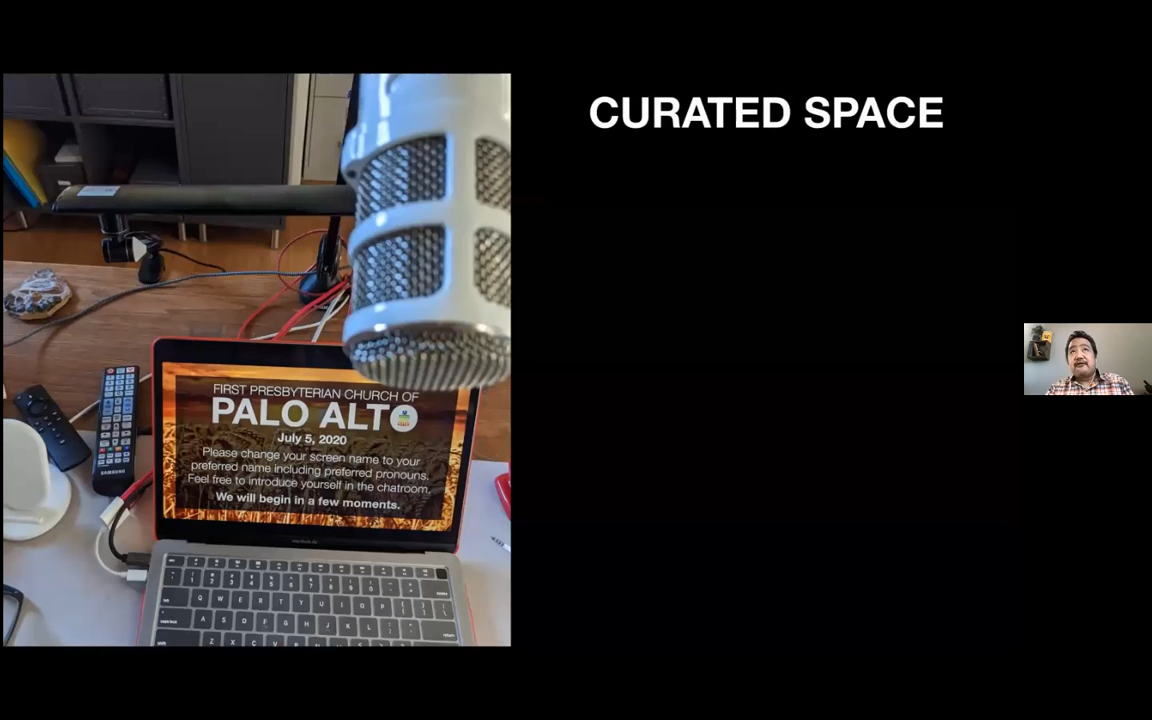 CURATED SPACE
FIRST PRESBYTERIAN CHURCH OF
PALO ALTO
July 5, 2020
Please change your screen name to your
preferred name including preferred pronouns.
Feel free to introduce yourself in the chatroom.
We will begin in a few moments.
SAMSUNG
Q W E R T Y U I O P
A S D F G H J K L
Z X C V B N M